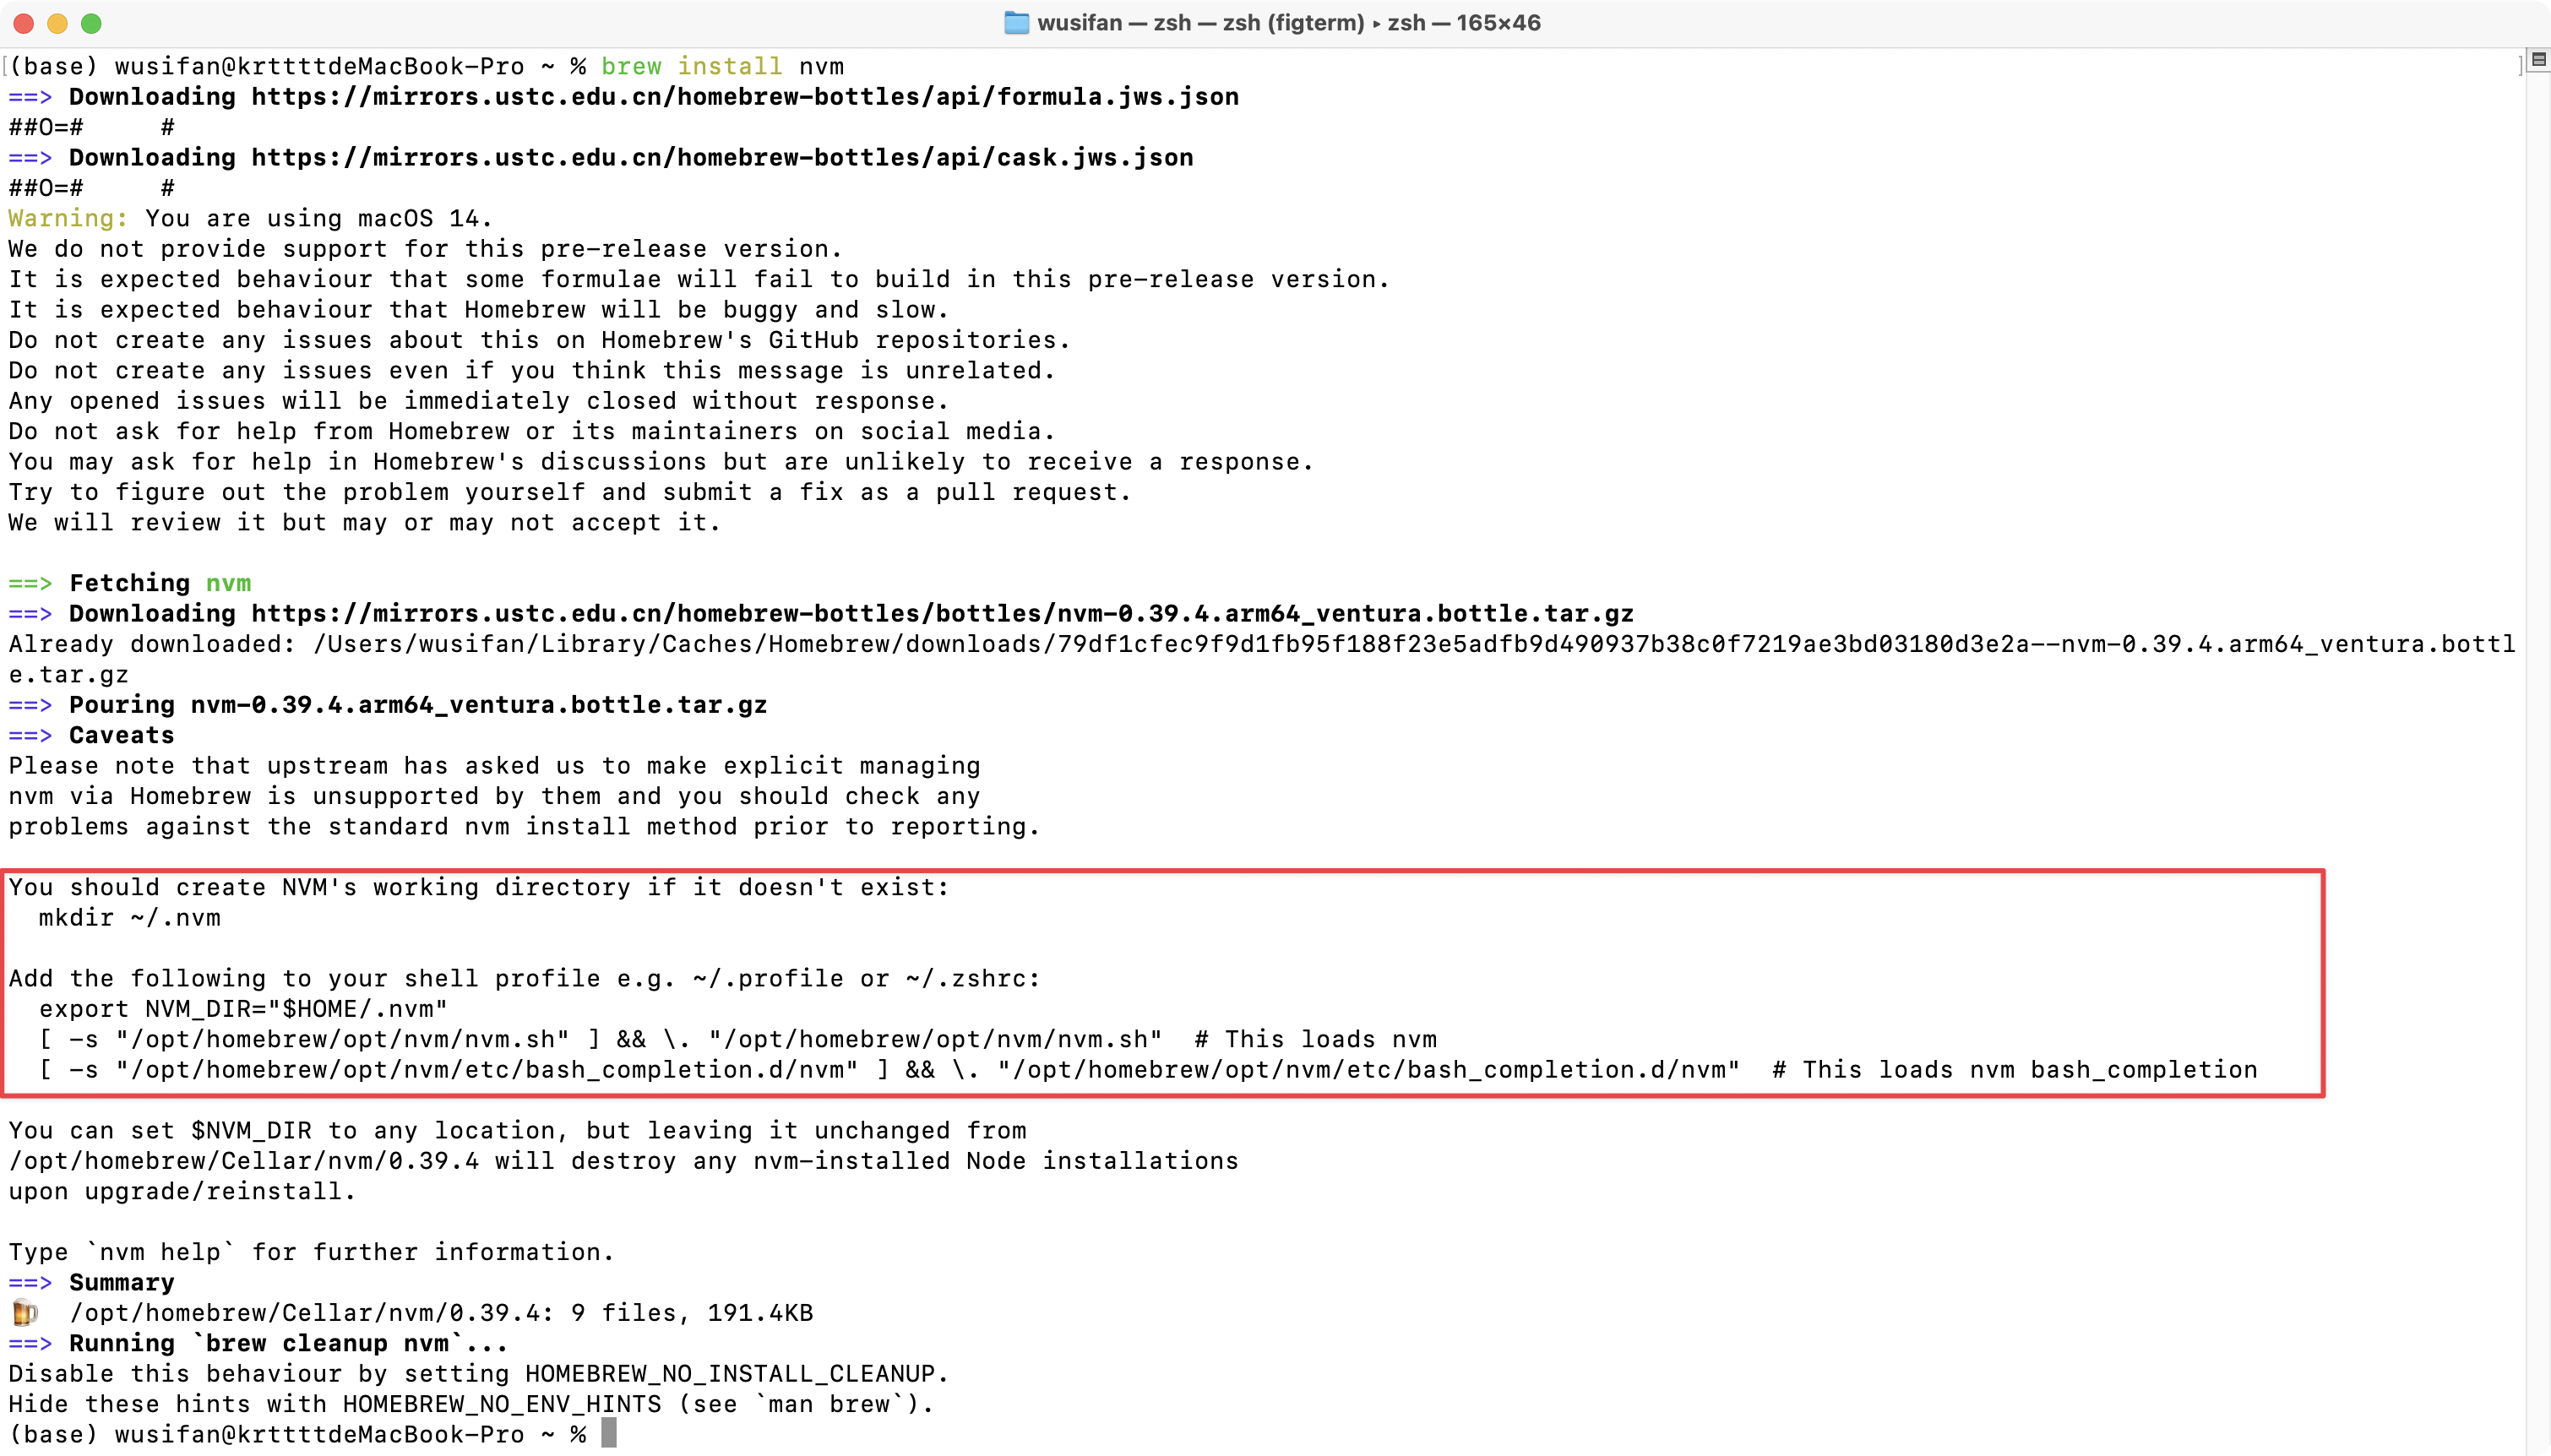 wusifan — zsh — zsh (figterm) ▸ zsh — 165×46
[(base) wusifan@krttttdeMacBook-Pro ~ % brew install nvm ]
==> Downloading https://mirrors.ustc.edu.cn/homebrew-bottles/api/formula.jws.json
##O=#     #
==> Downloading https://mirrors.ustc.edu.cn/homebrew-bottles/api/cask.jws.json
##O=#     #
Warning: You are using macOS 14.
We do not provide support for this pre-release version.
It is expected behaviour that some formulae will fail to build in this pre-release version.
It is expected behaviour that Homebrew will be buggy and slow.
Do not create any issues about this on Homebrew's GitHub repositories.
Do not create any issues even if you think this message is unrelated.
Any opened issues will be immediately closed without response.
Do not ask for help from Homebrew or its maintainers on social media.
You may ask for help in Homebrew's discussions but are unlikely to receive a response.
Try to figure out the problem yourself and submit a fix as a pull request.
We will review it but may or may not accept it.
==> Fetching nvm
==> Downloading https://mirrors.ustc.edu.cn/homebrew-bottles/bottles/nvm-0.39.4.arm64_ventura.bottle.tar.gz
Already downloaded: /Users/wusifan/Library/Caches/Homebrew/downloads/79df1cfec9f9d1fb95f188f23e5adfb9d490937b38c0f7219ae3bd03180d3e2a--nvm-0.39.4.arm64_ventura.bottl
e.tar.gz
==> Pouring nvm-0.39.4.arm64_ventura.bottle.tar.gz
==> Caveats
Please note that upstream has asked us to make explicit managing
nvm via Homebrew is unsupported by them and you should check any
problems against the standard nvm install method prior to reporting.
You should create NVM's working directory if it doesn't exist:
  mkdir ~/.nvm
Add the following to your shell profile e.g. ~/.profile or ~/.zshrc:
  export NVM_DIR="$HOME/.nvm"
  [ -s "/opt/homebrew/opt/nvm/nvm.sh" ] && \. "/opt/homebrew/opt/nvm/nvm.sh"  # This loads nvm
  [ -s "/opt/homebrew/opt/nvm/etc/bash_completion.d/nvm" ] && \. "/opt/homebrew/opt/nvm/etc/bash_completion.d/nvm"  # This loads nvm bash_completion
You can set $NVM_DIR to any location, but leaving it unchanged from
/opt/homebrew/Cellar/nvm/0.39.4 will destroy any nvm-installed Node installations
upon upgrade/reinstall.
Type `nvm help` for further information.
==> Summary
🍺  /opt/homebrew/Cellar/nvm/0.39.4: 9 files, 191.4KB
==> Running `brew cleanup nvm`...
Disable this behaviour by setting HOMEBREW_NO_INSTALL_CLEANUP.
Hide these hints with HOMEBREW_NO_ENV_HINTS (see `man brew`).
(base) wusifan@krttttdeMacBook-Pro ~ %